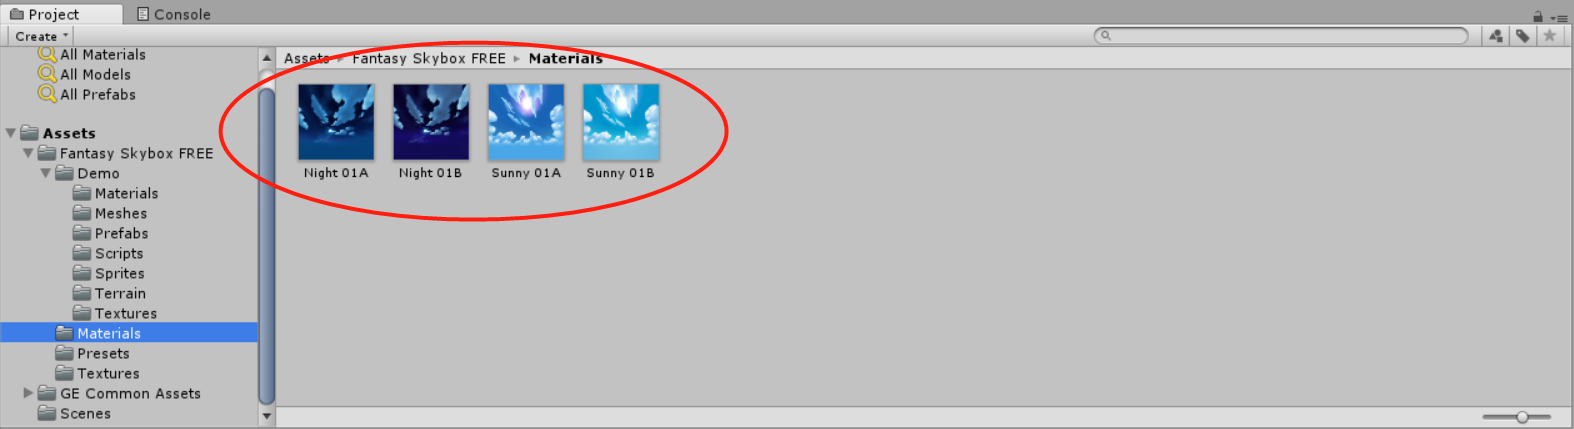 Project Console
Create
All Materials
All Models
All Prefabs
Assets
Fantasy Skybox FREE
Demo
Materials
Meshes
Prefabs
Scripts
Sprites
Terrain
Textures
Materials
Presets
Textures
GE Common Assets
Scenes
Assets Fantasy Skybox FREE Materials
Night 01A Night 01B Sunny 01A Sunny 01B